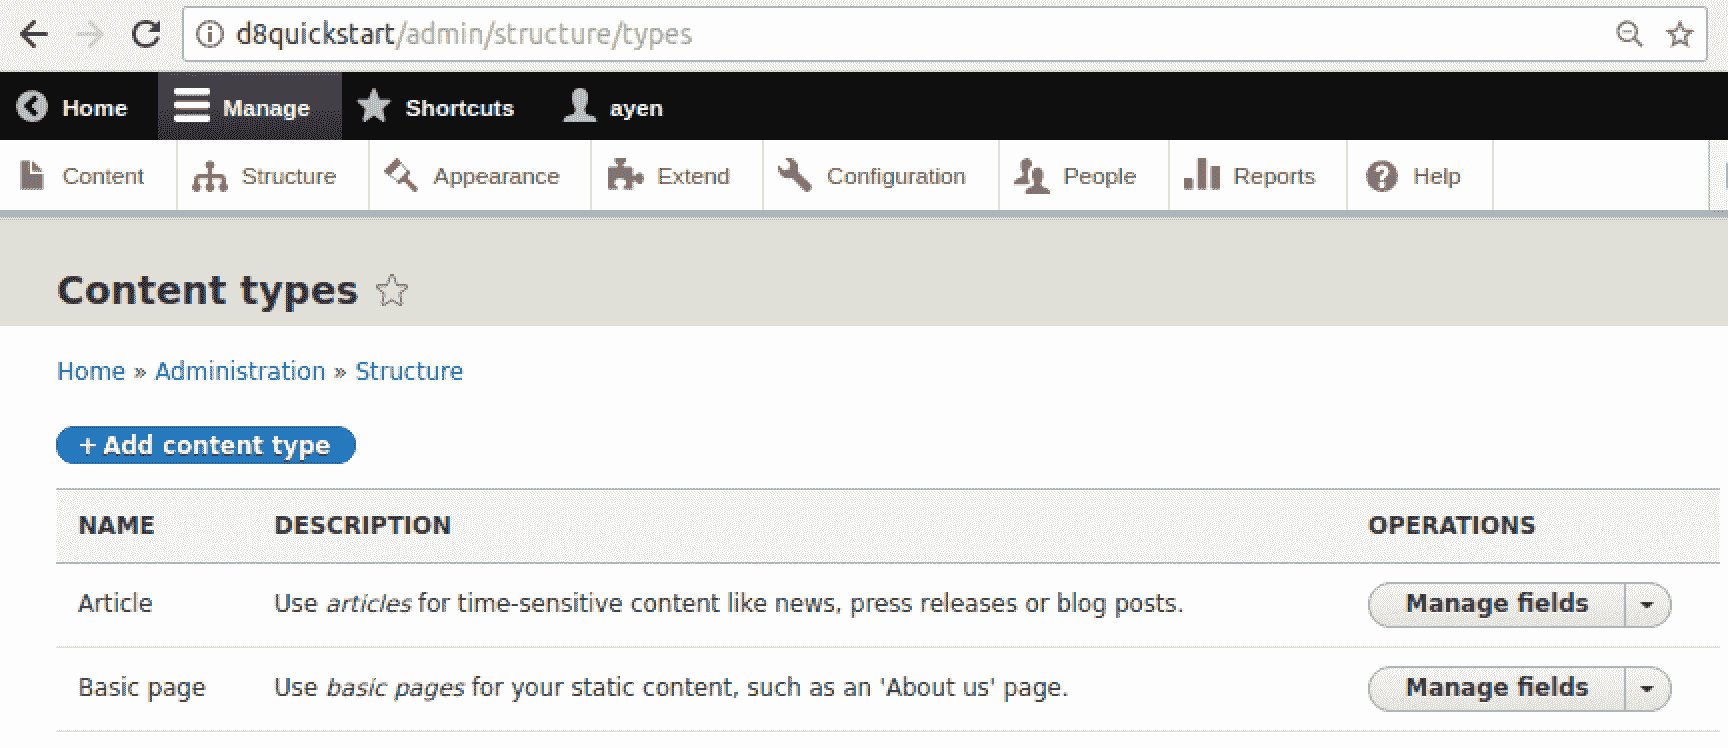 d8quickstart/admin/structure/types
Home Manage Shortcuts ayen
Content Structure Appearance Extend Configuration People Reports Help
Content types
Home » Administration » Structure
+ Add content type
NAME DESCRIPTION OPERATIONS
Article Use articles for time-sensitive content like news, press releases or blog posts. Manage fields
Basic page Use basic pages for your static content, such as an 'About us' page. Manage fields